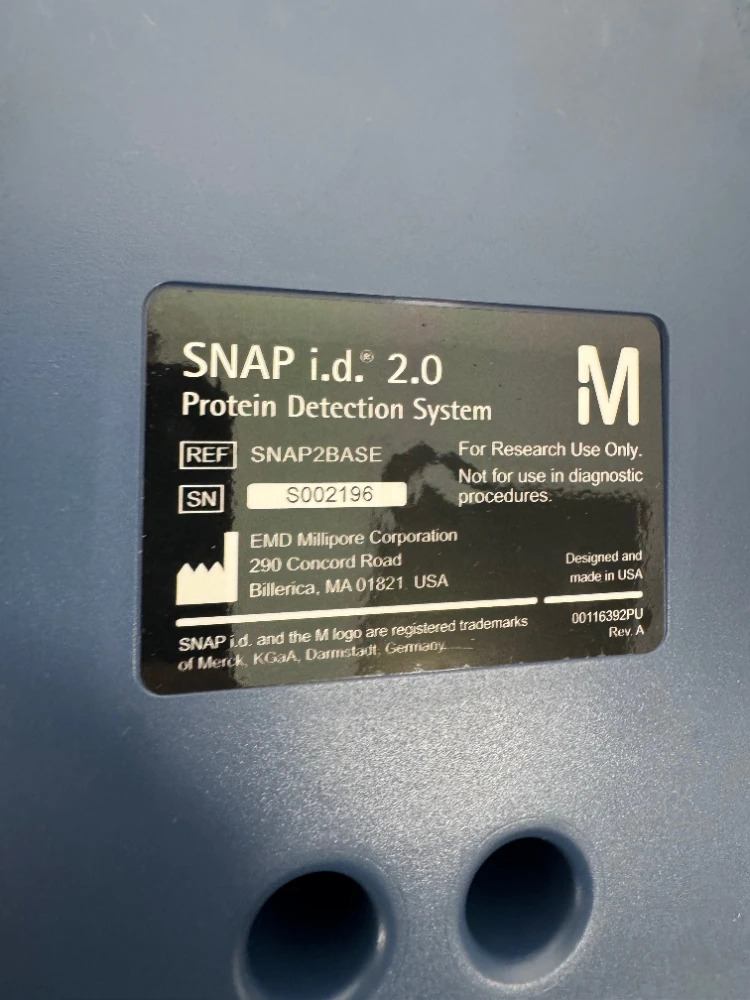 SNAP i.d.® 2.0
Protein Detection System
M
REF SNAP2BASE
SN S002196
For Research Use Only.
Not for use in diagnostic
procedures.
EMD Millipore Corporation
290 Concord Road
Billerica, MA 01821 USA
Designed and
made in USA
SNAP i.d. and the M logo are registered trademarks
of Merck, KGaA, Darmstadt, Germany.
00116392PU
Rev. A